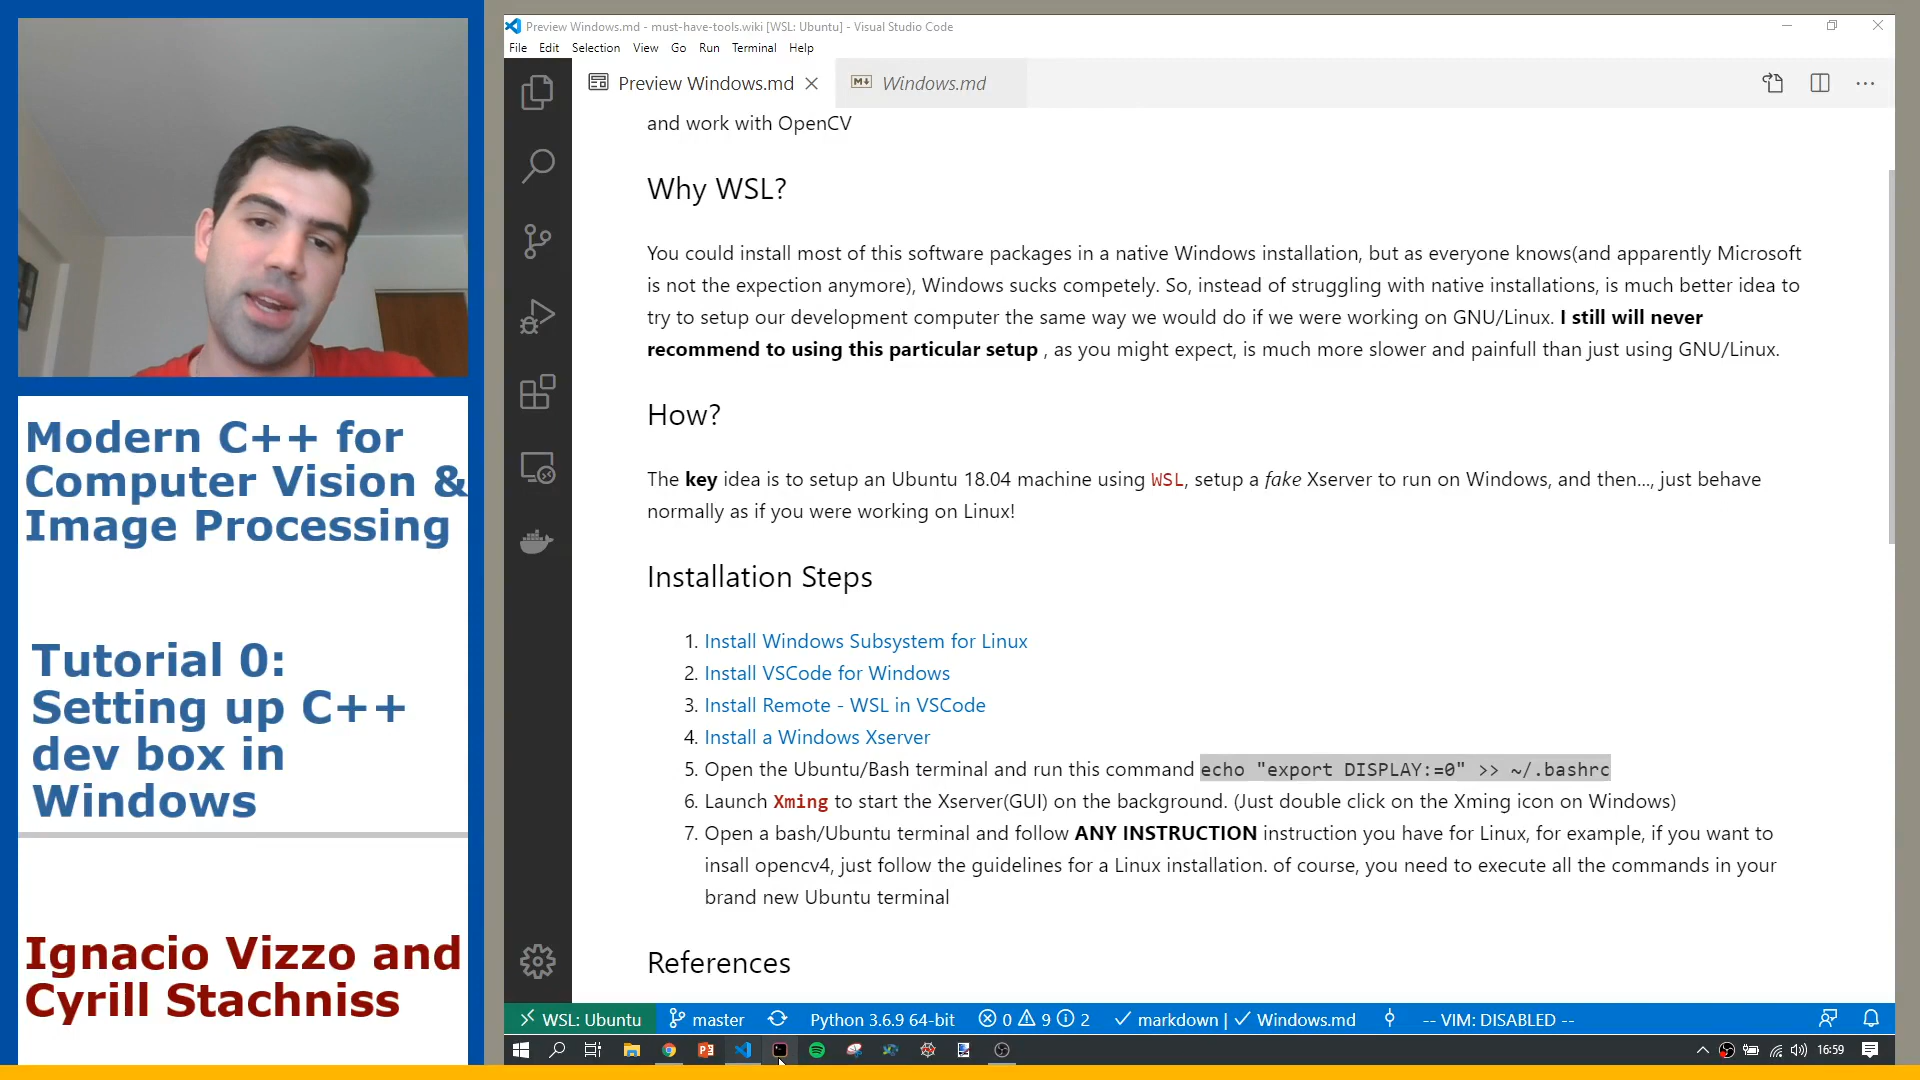 Preview Windows.md - must-have-tools.wiki [WSL: Ubuntu] - Visual Studio Code
File Edit Selection View Go Run Terminal Help
Preview Windows.md
Windows.md
and work with OpenCV
Why WSL?
You could install most of this software packages in a native Windows installation, but as everyone knows(and apparently Microsoft
is not the expection anymore), Windows sucks competely. So, instead of struggling with native installations, is much better idea to
try to setup our development computer the same way we would do if we were working on GNU/Linux. I still will never
recommend to using this particular setup , as you might expect, is much more slower and painfull than just using GNU/Linux.
How?
The key idea is to setup an Ubuntu 18.04 machine using WSL, setup a fake Xserver to run on Windows, and then..., just behave
normally as if you were working on Linux!
Installation Steps
1. Install Windows Subsystem for Linux
2. Install VSCode for Windows
3. Install Remote - WSL in VSCode
4. Install a Windows Xserver
5. Open the Ubuntu/Bash terminal and run this command echo "export DISPLAY:=0" >> ~/.bashrc
6. Launch Xming to start the Xserver(GUI) on the background. (Just double click on the Xming icon on Windows)
7. Open a bash/Ubuntu terminal and follow ANY INSTRUCTION instruction you have for Linux, for example, if you want to
insall opencv4, just follow the guidelines for a Linux installation. of course, you need to execute all the commands in your
brand new Ubuntu terminal
References
WSL: Ubuntu master Python 3.6.9 64-bit 0 9 2 markdown | Windows.md -- VIM: DISABLED --
16:59
Modern C++ for
Computer Vision &
Image Processing
Tutorial 0:
Setting up C++
dev box in
Windows
Ignacio Vizzo and
Cyrill Stachniss